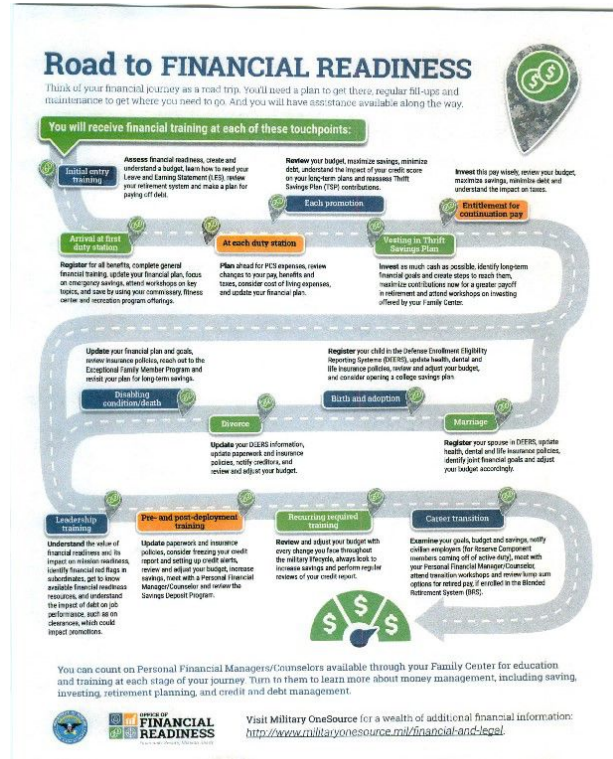 Road to FINANCIAL READINESS
Think of your financial journey as a road trip. You'll need a plan to get there, regular fill-ups and
maintenance to get where you need to go. And you will have assistance available along the way.
You will receive financial training at each of these touchpoints:
Initial entry
training
Assess financial readiness, create and
understand a budget, learn how to read your
Leave and Earning Statement (LES), review
your retirement system and make a plan for
paying off debt.
Review your budget, maximize savings, minimize
debt, understand the impact of your credit score
on your long-term plans and reassess Thrift
Savings Plan (TSP) contributions.
Each promotion
Invest this pay wisely, review your budget,
maximize savings, minimize debt and
understand the impact on taxes.
Entitlement for
continuation pay
Arrival at first
duty station
Register for all benefits, complete general
financial training, update your financial plan, focus
on emergency savings, attend workshops on key
topics, and save by using your commissary, fitness
center and recreation program offerings.
At each duty station
Plan ahead for PCS expenses, review
changes to your pay, benefits and
taxes, consider cost of living expenses,
and update your financial plan.
Vesting in Thrift
Savings Plan
Invest as much cash as possible, identify long-term
financial goals and create steps to reach them,
maximize contributions now for a greater payoff
in retirement and attend workshops on investing
offered by your Family Center.
Update your financial plan and goals,
review insurance policies, reach out to the
Exceptional Family Member Program and
revisit your plan for long-term savings.
Disabling
condition/death
Register your child in the Defense Enrollment Eligibility
Reporting Systems (DEERS), update health, dental and
life insurance policies, review and adjust your budget,
and consider opening a college savings plan.
Birth and adoption
Divorce
Update your DEERS information,
update paperwork and insurance
policies, notify creditors, and
review and adjust your budget.
Marriage
Register your spouse in DEERS, update
health, dental and life insurance policies,
identify joint financial goals and adjust
your budget accordingly.
Leadership
training
Understand the value of
financial readiness and its
impact on mission readiness,
identify financial red flags in
subordinates, get to know
available financial readiness
resources, and understand
the impact of debt on job
performance, such as on
clearances, which could
impact promotions.
Pre- and post-deployment
training
Update paperwork and insurance
policies, consider freezing your credit
report and setting up credit alerts,
review and adjust your budget, increase
savings, meet with a Personal Financial
Manager/Counselor and review the
Savings Deposit Program.
Recurring required
training
Review and adjust your budget with
every change you face throughout
the military lifecycle, always look to
increase savings and perform regular
reviews of your credit report.
Career transition
Examine your goals, budget and savings, notify
civilian employers (for Reserve Component
members coming off of active duty), meet with
your Personal Financial Manager/Counselor,
attend transition workshops and review lump sum
options for retired pay, if enrolled in the Blended
Retirement System (BRS).
$ $ $
You can count on Personal Financial Managers/Counselors available through your Family Center for education
and training at each stage of your journey. Turn to them to learn more about money management, including saving,
investing, retirement planning, and credit and debt management.
OFFICE OF
FINANCIAL
READINESS
Visit Military OneSource for a wealth of additional financial information:
http://www.militaryonesource.mil/financial-and-legal.